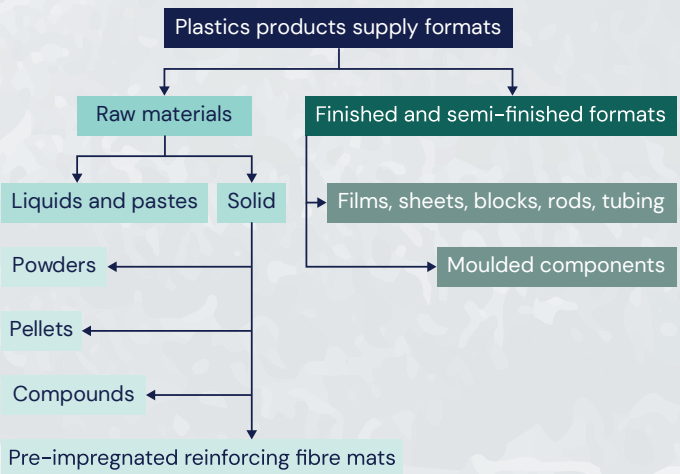 Plastics products supply formats
Raw materials
Finished and semi-finished formats
Liquids and pastes
Solid
Films, sheets, blocks, rods, tubing
Powders
Moulded components
Pellets
Compounds
Pre-impregnated reinforcing fibre mats